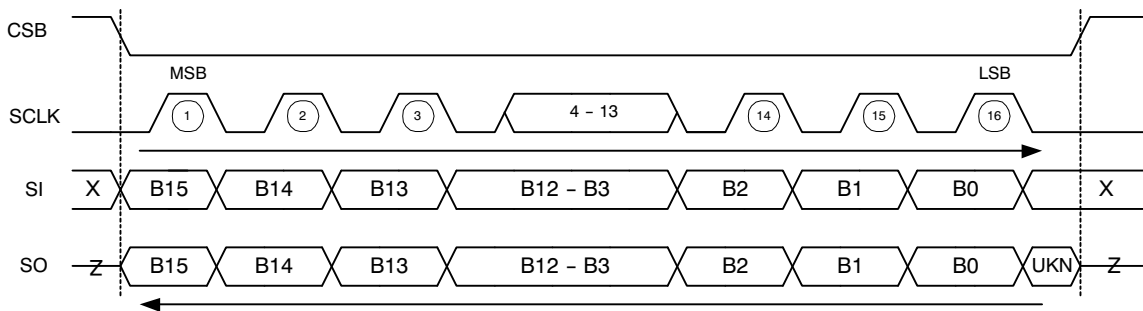 CSB
MSB LSB
SCLK 1 2 3 4 – 13 14 15 16
SI X B15 B14 B13 B12 – B3 B2 B1 B0 X
SO Z B15 B14 B13 B12 – B3 B2 B1 B0 UKN Z